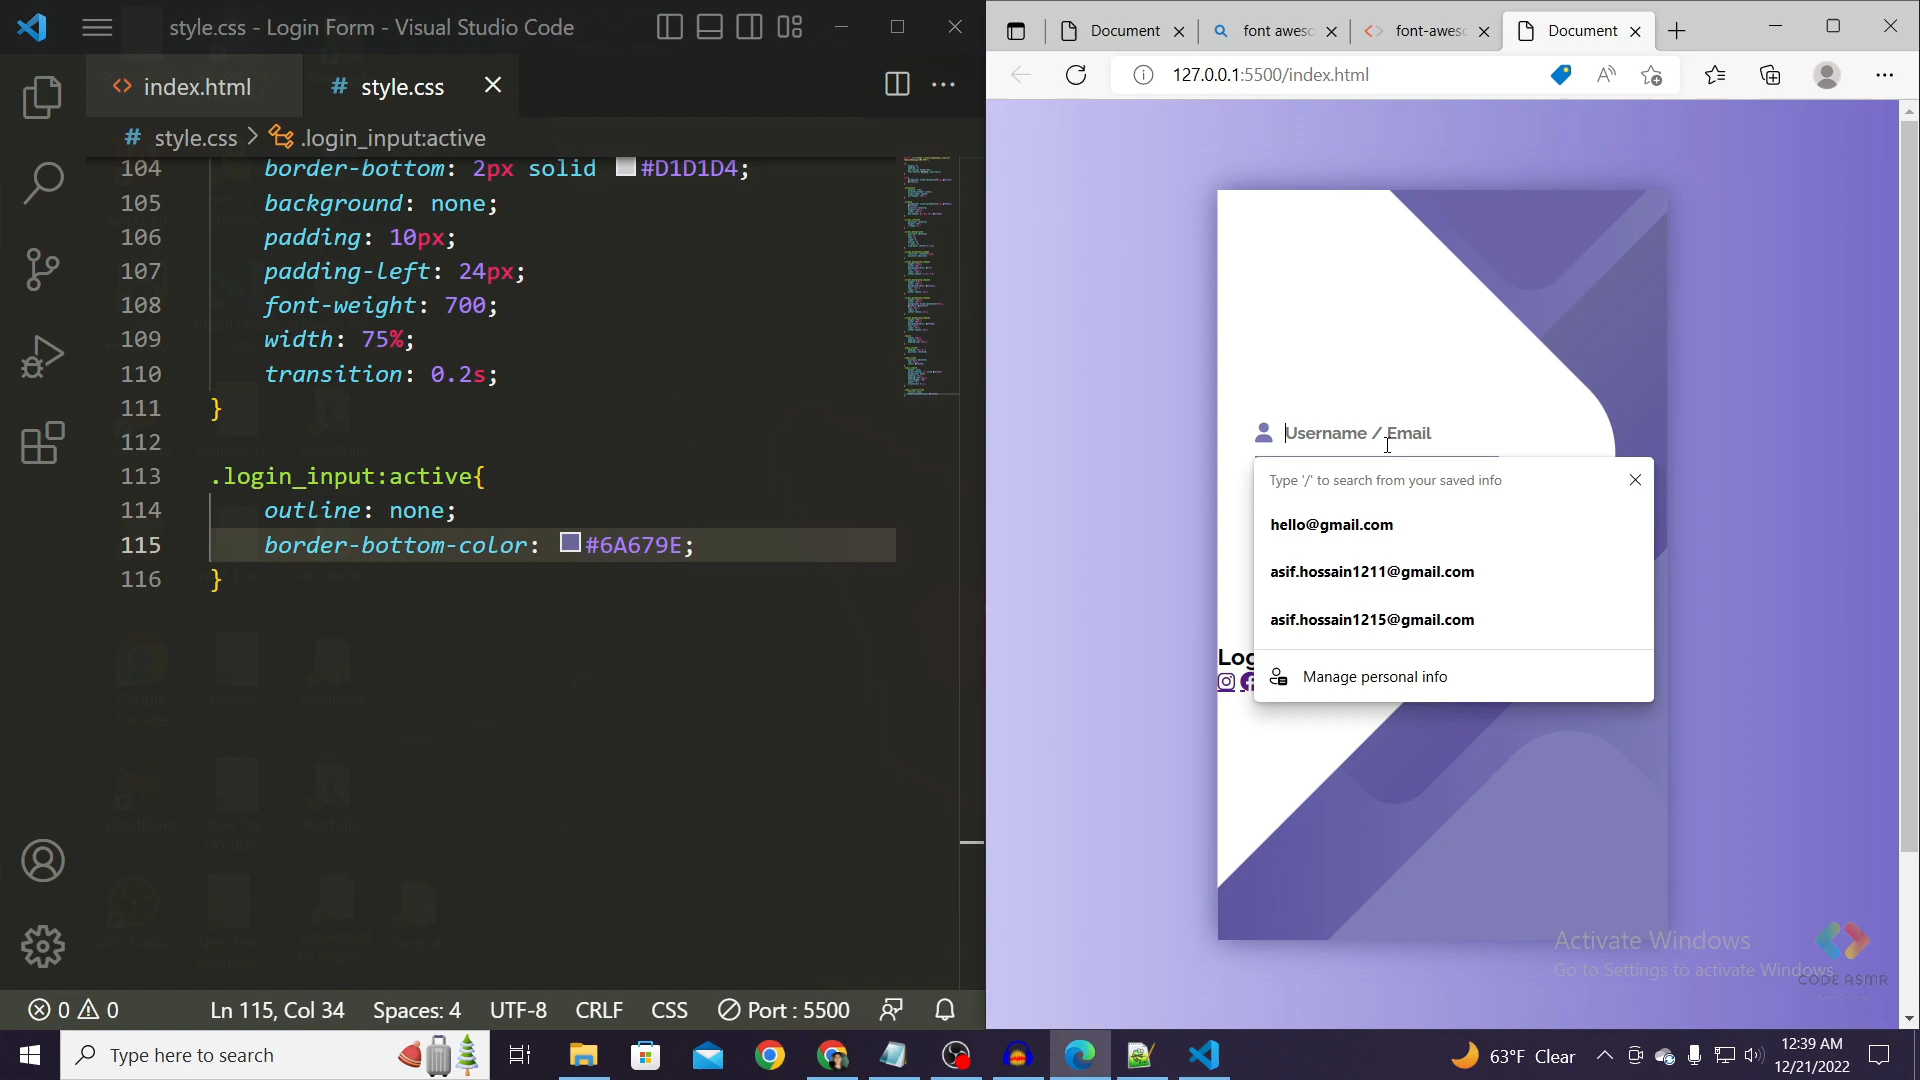 style.css - Login Form - Visual Studio Code
<> index.html
# style.css
# style.css > .login_input:active
104 border-bottom: 2px solid #D1D1D4;
105 background: none;
106 padding: 10px;
107 padding-left: 24px;
108 font-weight: 700;
109 width: 75%;
110 transition: 0.2s;
111 }
112
113 .login_input:active{
114 outline: none;
115 border-bottom-color: #6A679E;
116 }
0 0 Ln 115, Col 34 Spaces: 4 UTF-8 CRLF CSS Port : 5500
Document
font aweso
font-awesc
Document
127.0.0.1:5500/index.html
Username / Email
Type '/' to search from your saved info
hello@gmail.com
asif.hossain1211@gmail.com
asif.hossain1215@gmail.com
Log
Manage personal info
Activate Windows
Go to Settings to activate Windows.
CODE ASMR
Type here to search
63°F Clear
12:39 AM
12/21/2022